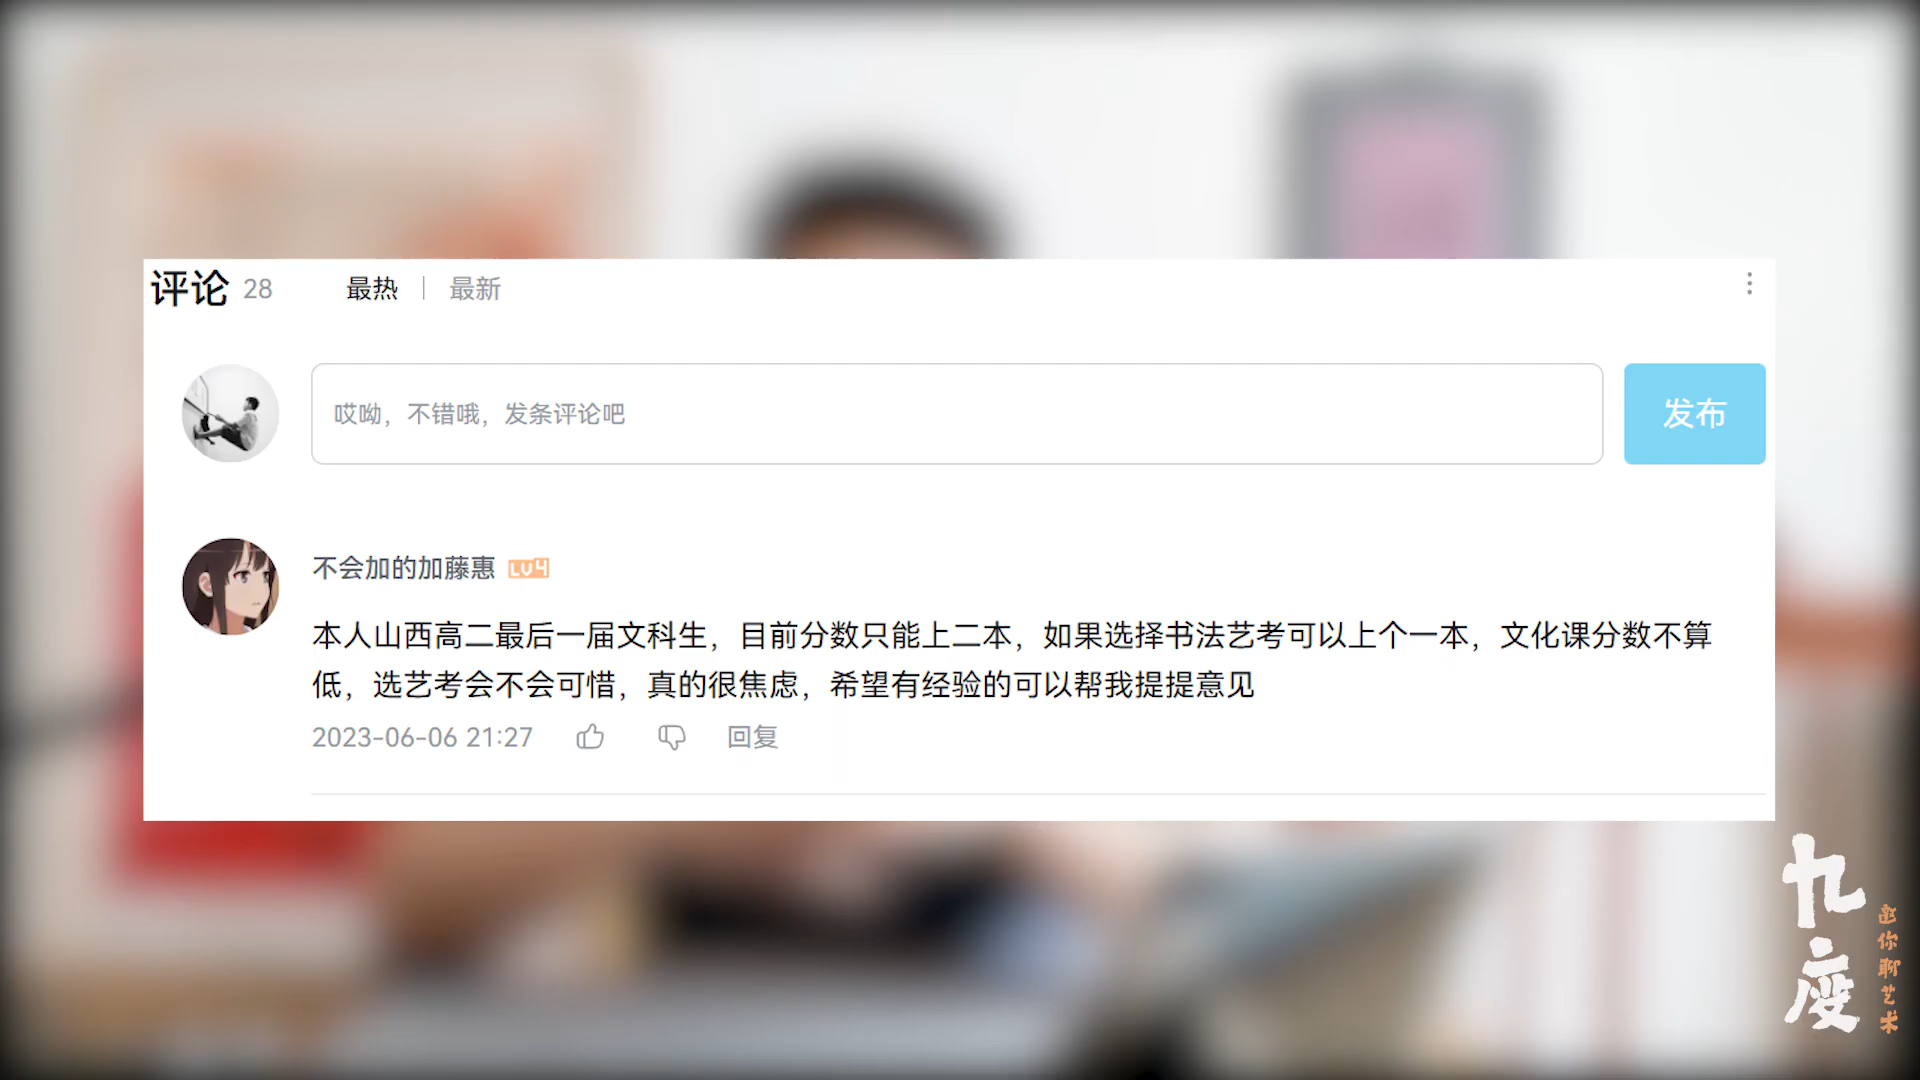 评论 28 最热 | 最新
哎呦，不错哦，发条评论吧
发布
不会加的加藤惠 LV4
本人山西高二最后一届文科生，目前分数只能上二本，如果选择书法艺考可以上个一本，文化课分数不算
低，选艺考会不会可惜，真的很焦虑，希望有经验的可以帮我提提意见
2023-06-06 21:27 回复
九度
邀你聊艺术